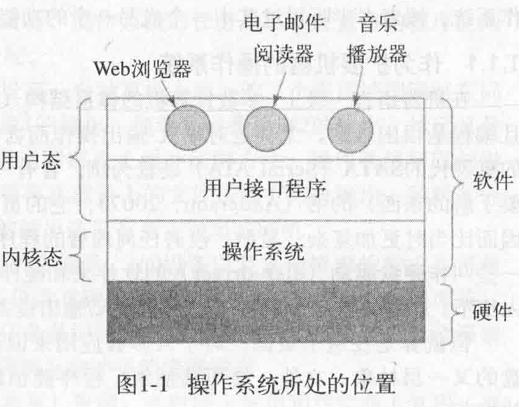 电子邮件 音乐
Web浏览器 阅读器 播放器
用户态 用户接口程序 软件
内核态 操作系统
硬件
图1-1 操作系统所处的位置